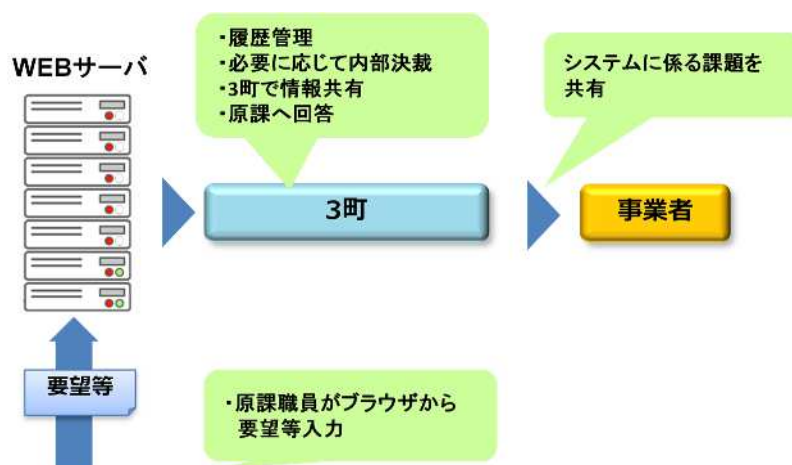 WEBサーバ
・履歴管理
・必要に応じて内部決裁
・3町で情報共有
・原課へ回答
システムに係る課題を
共有
3町
事業者
要望等
・原課職員がブラウザから
要望等入力